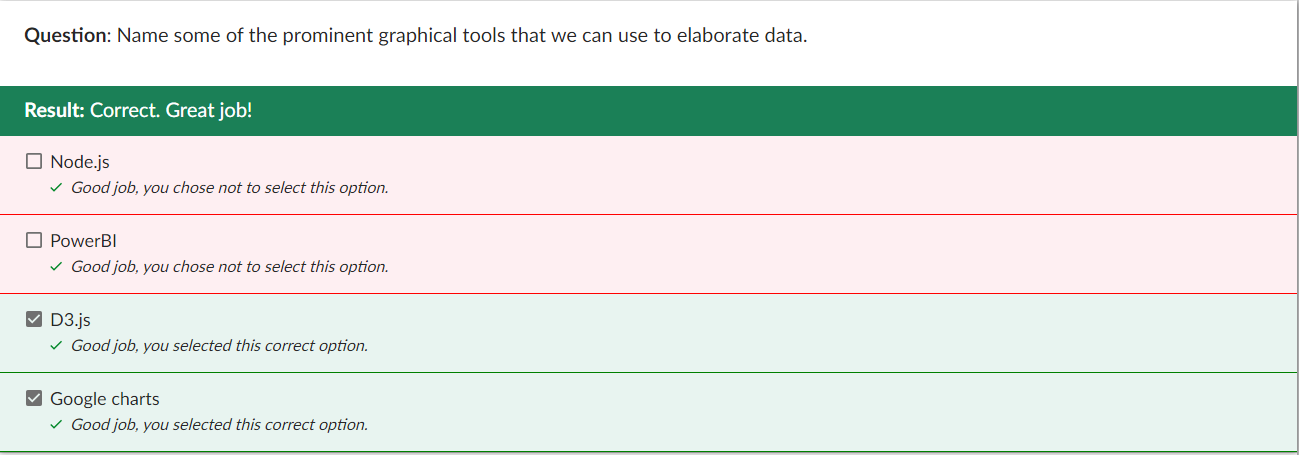 Question: Name some of the prominent graphical tools that we can use to elaborate data.
Result: Correct. Great job!
Node.js
Good job, you chose not to select this option.
PowerBI
Good job, you chose not to select this option.
D3.js
Good job, you selected this correct option.
Google charts
Good job, you selected this correct option.